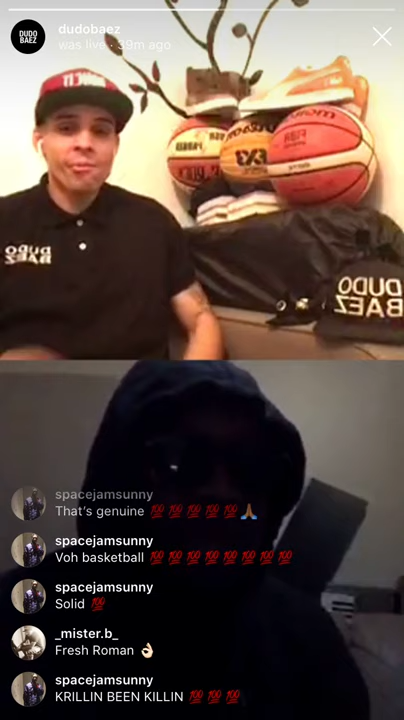 dudobaez
was live · 39m ago
DUDO
BAEZ
DUDO
BAEZ
molten
DUDO
BAEZ
spacejamsunny
That's genuine 💯💯💯💯💯🙏🏾
spacejamsunny
Voh basketball 💯💯💯💯💯💯💯💯
spacejamsunny
Solid 💯
_mister.b_
Fresh Roman 👌🏻
spacejamsunny
KRILLIN BEEN KILLIN 💯💯💯